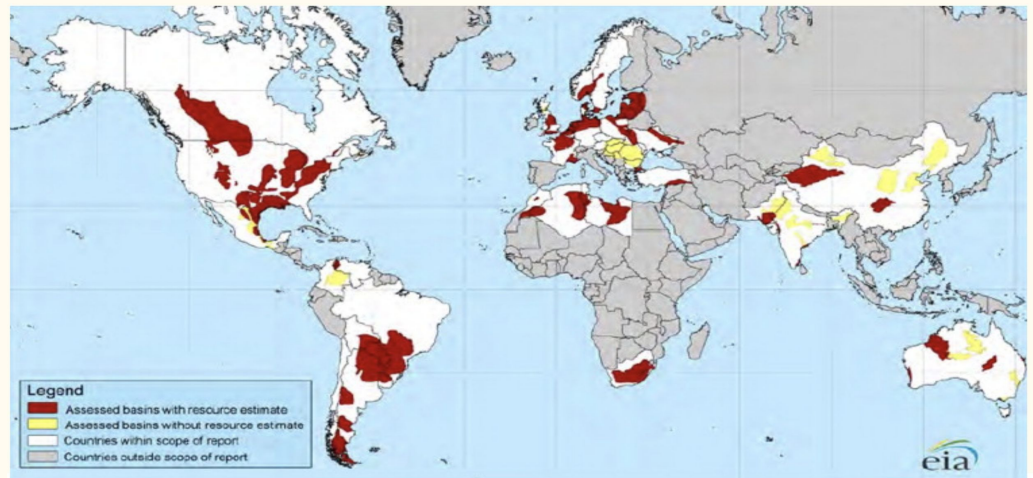 Legend
Assessed basins with resource estimate
Assessed basins without resource estimate
Countries within scope of report
Countries outside scope of report
eia